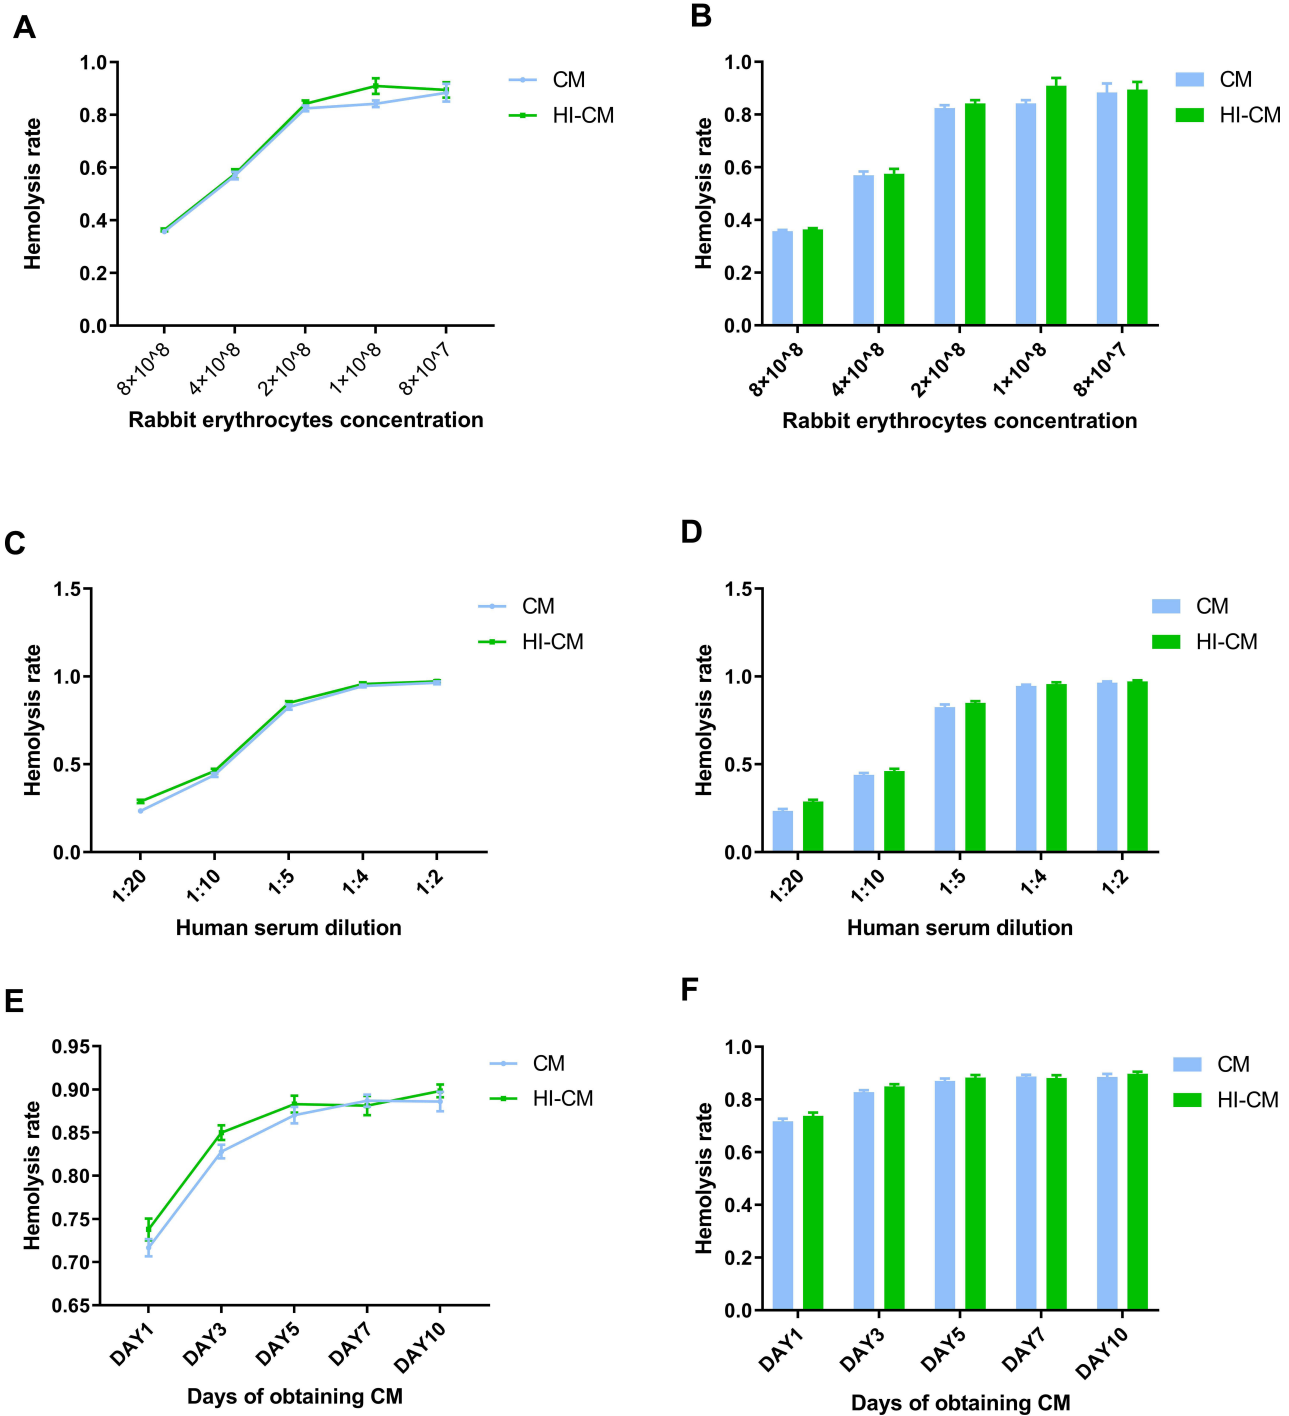 A
1.0
0.8
0.6
0.4
0.2
0.0
Hemolysis rate
8×10^8
4×10^8
2×10^8
1×10^8
8×10^7
Rabbit erythrocytes concentration
CM
HI-CM
B
1.0
0.8
0.6
0.4
0.2
0.0
Hemolysis rate
8×10^8
4×10^8
2×10^8
1×10^8
8×10^7
Rabbit erythrocytes concentration
CM
HI-CM
C
1.5
1.0
0.5
0.0
Hemolysis rate
1:20
1:10
1:5
1:4
1:2
Human serum dilution
CM
HI-CM
D
1.5
1.0
0.5
0.0
Hemolysis rate
1:20
1:10
1:5
1:4
1:2
Human serum dilution
CM
HI-CM
E
0.95
0.90
0.85
0.80
0.75
0.70
0.65
Hemolysis rate
DAY1
DAY3
DAY5
DAY7
DAY10
Days of obtaining CM
CM
HI-CM
F
1.0
0.8
0.6
0.4
0.2
0.0
Hemolysis rate
DAY1
DAY3
DAY5
DAY7
DAY10
Days of obtaining CM
CM
HI-CM